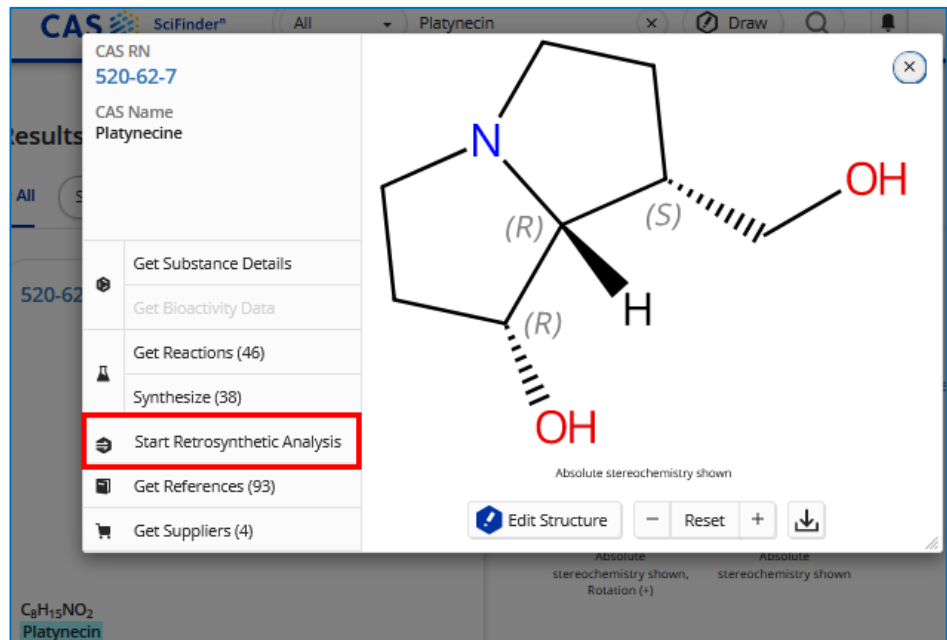 CAS SciFinderⁿ All Platynecin Draw
CAS RN
520-62-7
CAS Name
Platynecine
Results
All S
Get Substance Details
520-62
Get Bioactivity Data
Get Reactions (46)
Synthesize (38)
Start Retrosynthetic Analysis
Get References (93)
Get Suppliers (4)
N
OH
(R)
(S)
H
(R)
OH
Absolute stereochemistry shown
Edit Structure − Reset +
Absolute
stereochemistry shown,
Rotation (+)
Absolute
stereochemistry shown
C₈H₁₅NO₂
Platynecin